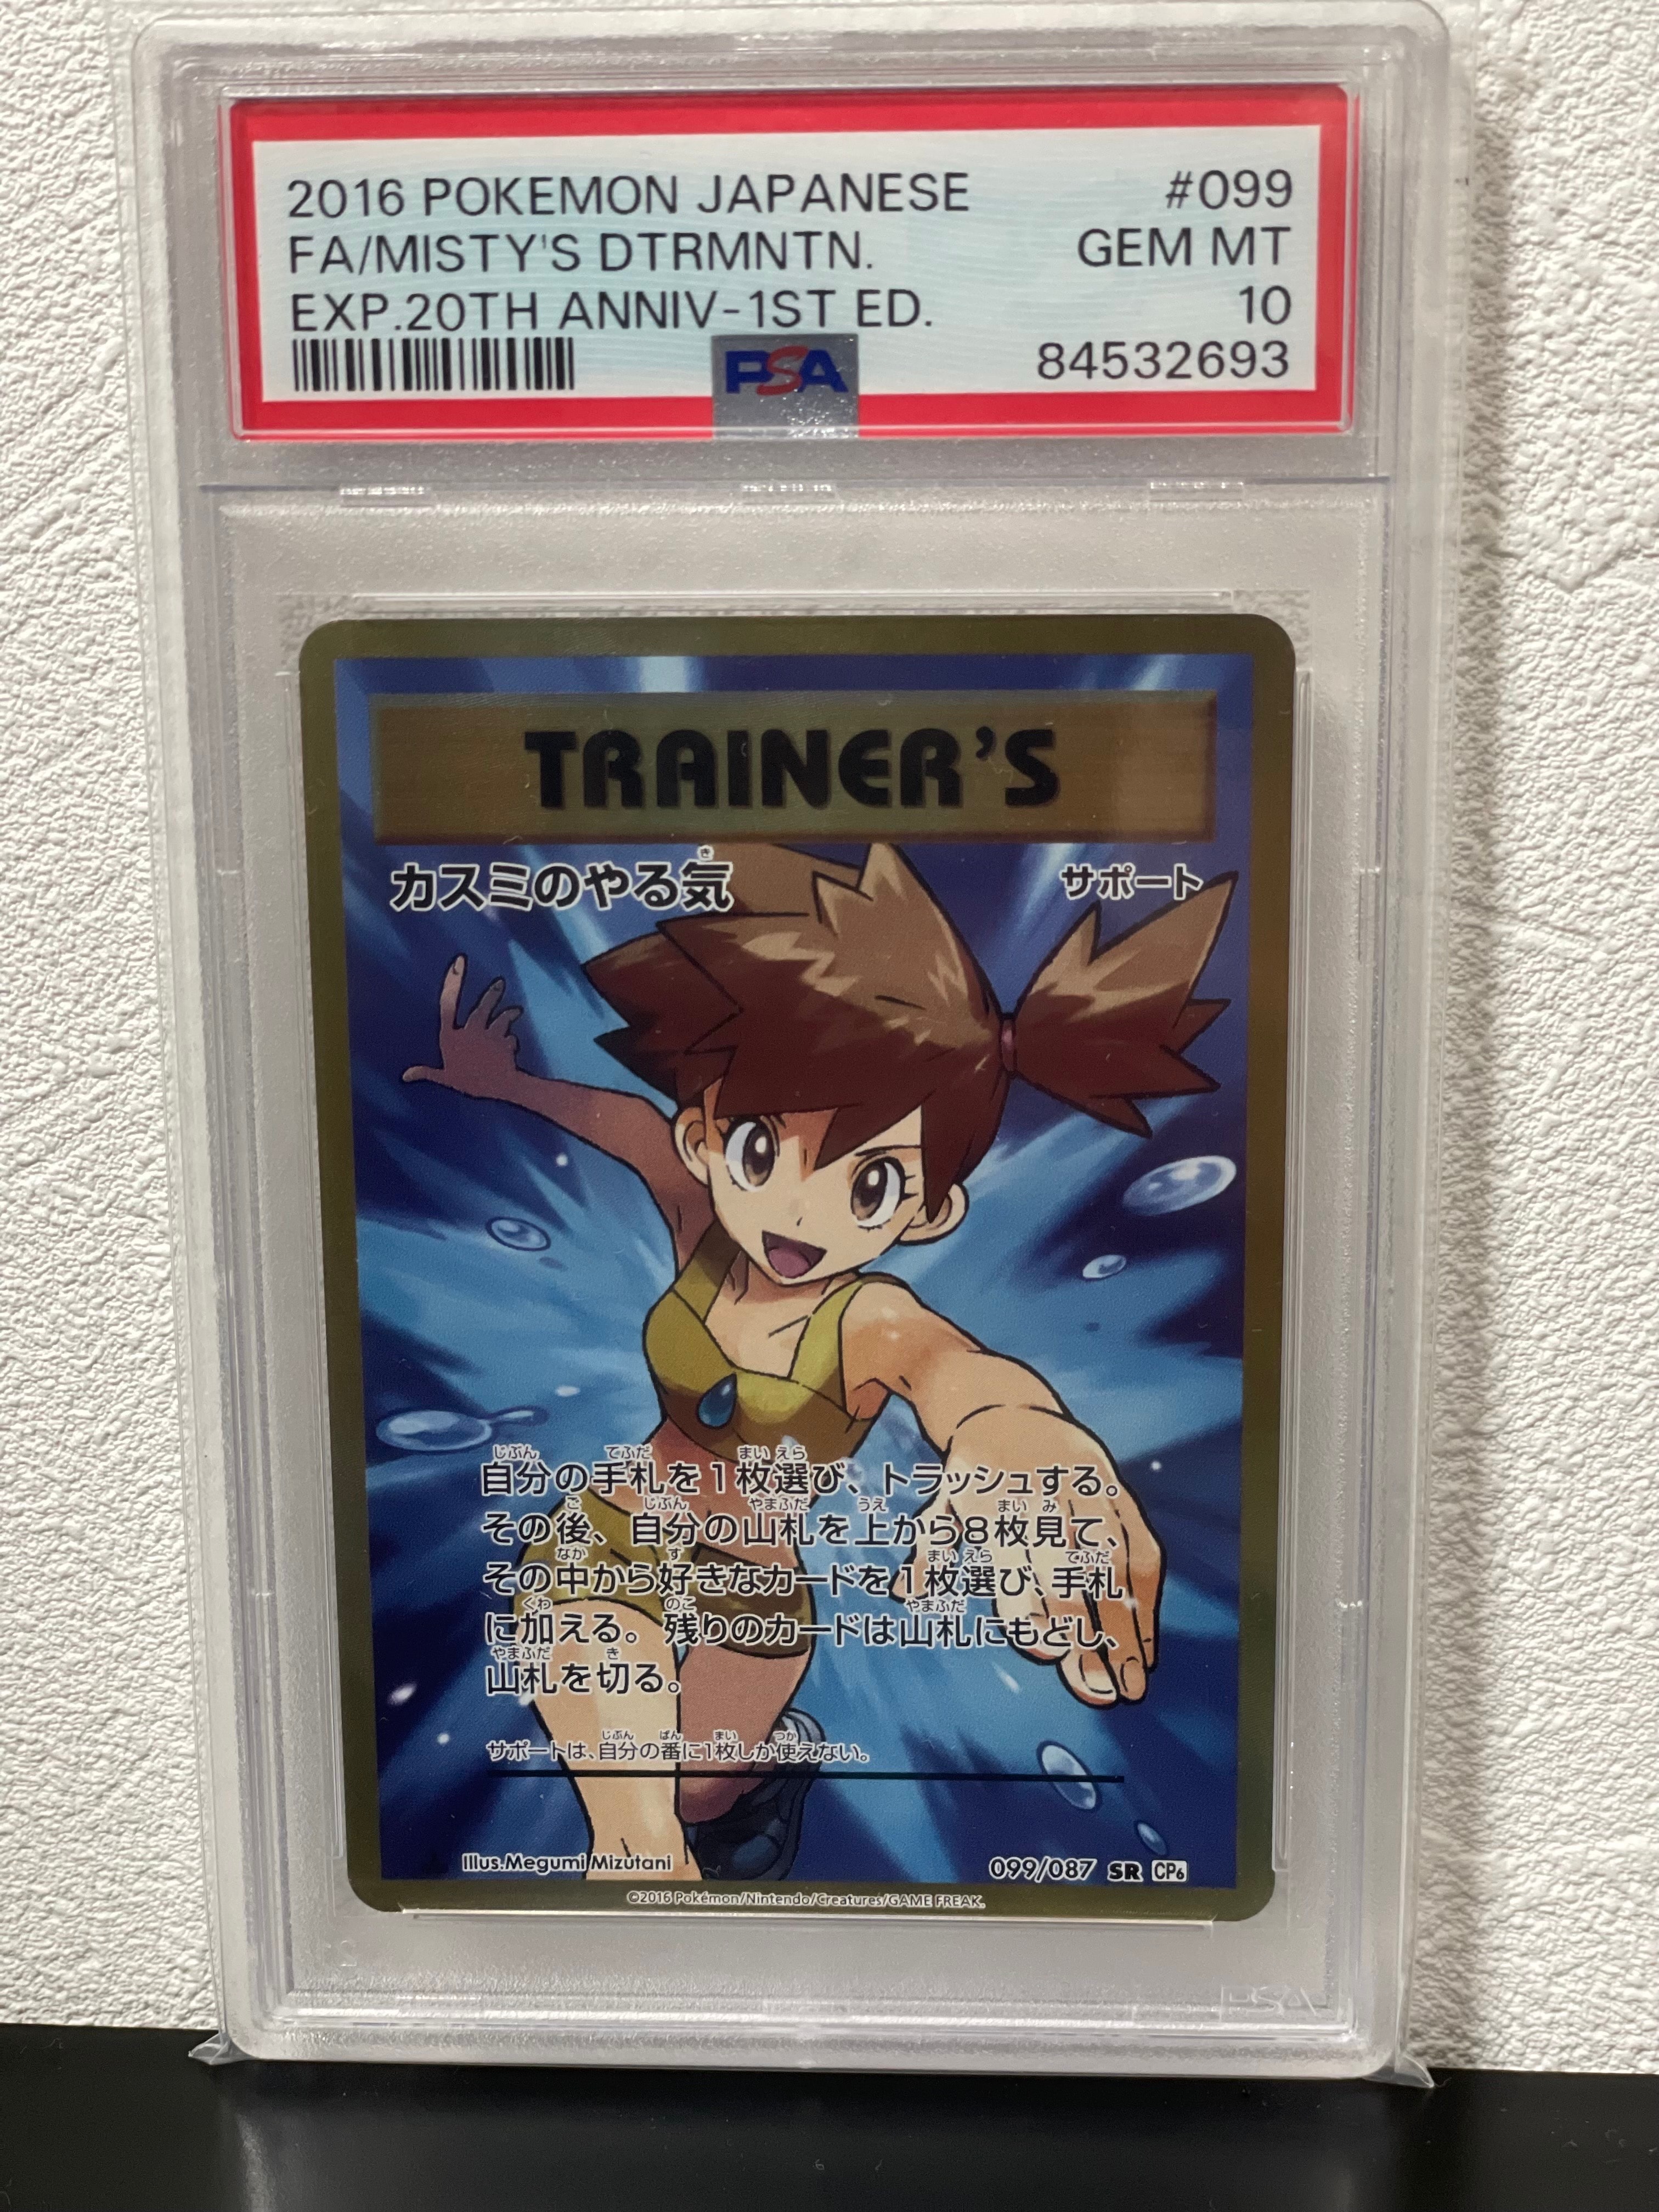 2016 POKEMON JAPANESE #099
FA/MISTY'S DTRMNTN. GEM MT
EXP.20TH ANNIV-1ST ED. 10
PSA 84532693
TRAINER'S
カスミのやる気 サポート
自分の手札を1枚選び、トラッシュする。
その後、自分の山札を上から8枚見て、
その中から好きなカードを1枚選び、手札
に加える。残りのカードは山札にもどし、
山札を切る。
サポートは、自分の番に1枚しか使えない。
Illus.Megumi Mizutani 099/087 SR CP6
©2016 Pokémon/Nintendo/Creatures/GAME FREAK.
PSA